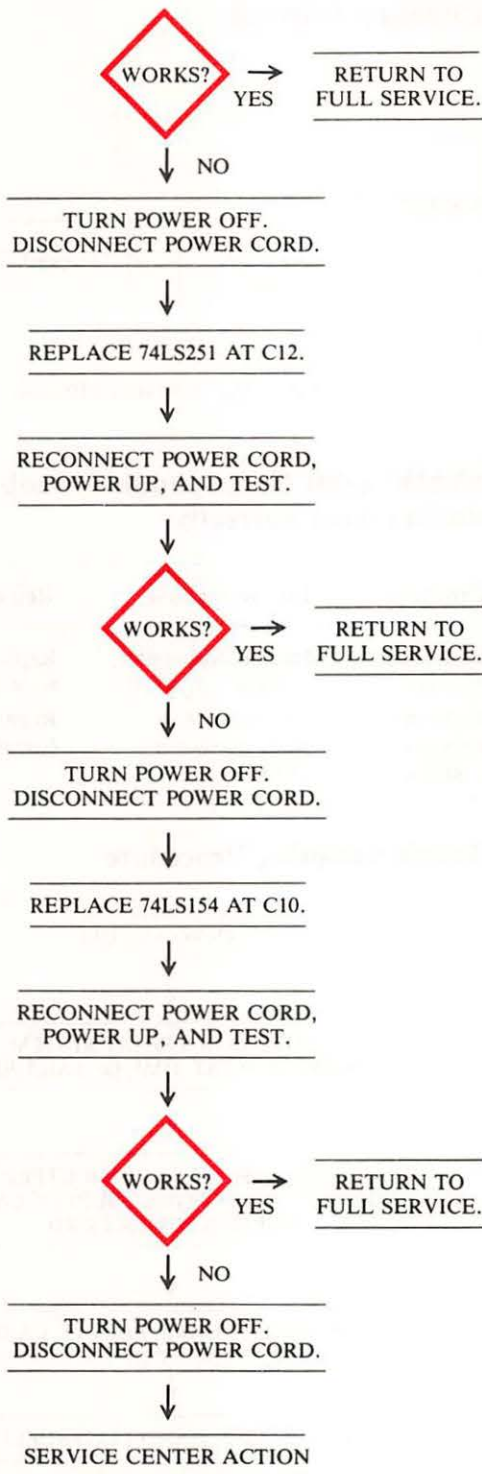 WORKS?
YES
RETURN TO
FULL SERVICE.
NO
TURN POWER OFF.
DISCONNECT POWER CORD.
REPLACE 74LS251 AT C12.
RECONNECT POWER CORD,
POWER UP, AND TEST.
WORKS?
YES
RETURN TO
FULL SERVICE.
NO
TURN POWER OFF.
DISCONNECT POWER CORD.
REPLACE 74LS154 AT C10.
RECONNECT POWER CORD,
POWER UP, AND TEST.
WORKS?
YES
RETURN TO
FULL SERVICE.
NO
TURN POWER OFF.
DISCONNECT POWER CORD.
SERVICE CENTER ACTION